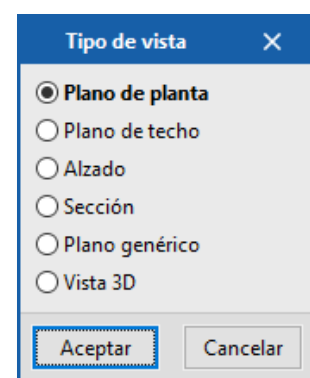 Tipo de vista
Plano de planta
Plano de techo
Alzado
Sección
Plano genérico
Vista 3D
Aceptar Cancelar